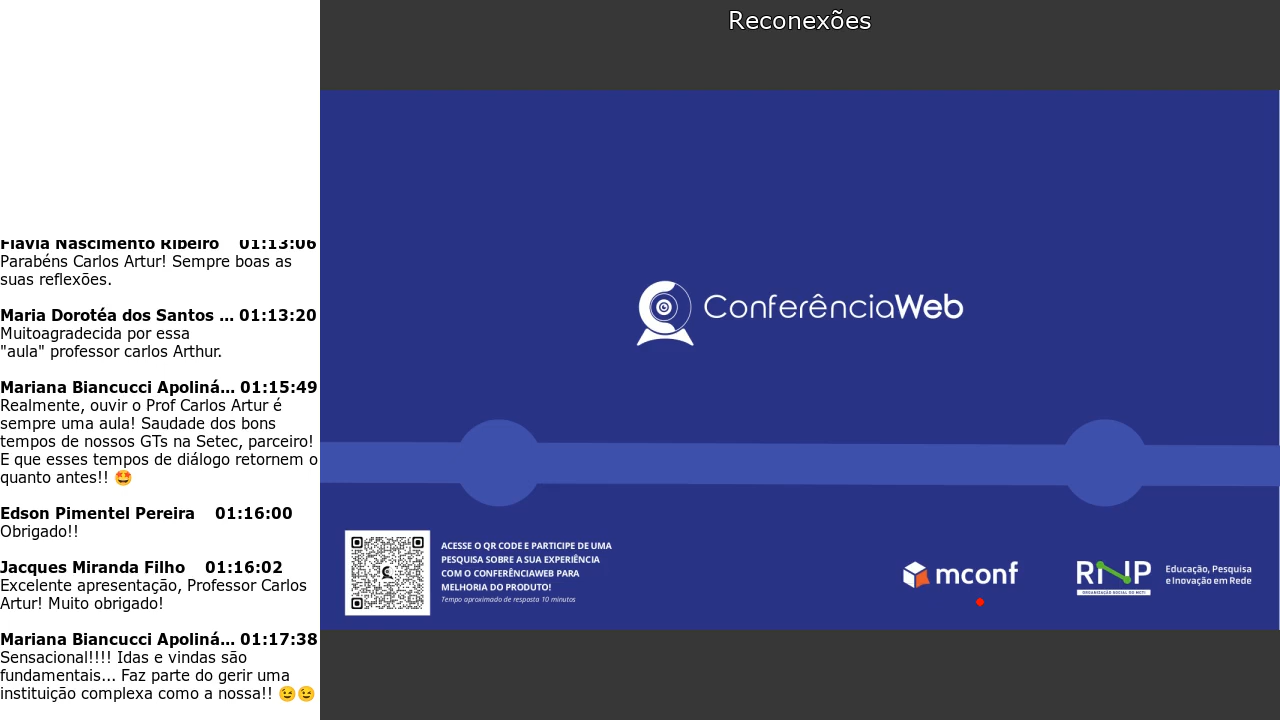 Reconexões
Flavia Nascimento Ribeiro 01:13:06
Parabéns Carlos Artur! Sempre boas as
suas reflexões.
Maria Dorotéa dos Santos ... 01:13:20
Muitoagradecida por essa
"aula" professor carlos Arthur.
Mariana Biancucci Apoliná... 01:15:49
Realmente, ouvir o Prof Carlos Artur é
sempre uma aula! Saudade dos bons
tempos de nossos GTs na Setec, parceiro!
E que esses tempos de diálogo retornem o
quanto antes!! 🤩
Edson Pimentel Pereira 01:16:00
Obrigado!!
Jacques Miranda Filho 01:16:02
Excelente apresentação, Professor Carlos
Artur! Muito obrigado!
Mariana Biancucci Apoliná... 01:17:38
Sensacional!!!! Idas e vindas são
fundamentais... Faz parte do gerir uma
instituição complexa como a nossa!! 😉😉
ConferênciaWeb
ACESSE O QR CODE E PARTICIPE DE UMA
PESQUISA SOBRE A SUA EXPERIÊNCIA
COM O CONFERÊNCIAWEB PARA
MELHORIA DO PRODUTO!
Tempo aproximado de resposta 10 minutos
mconf
RNP
ORGANIZAÇÃO SOCIAL DO MCTI
Educação, Pesquisa
e Inovação em Rede